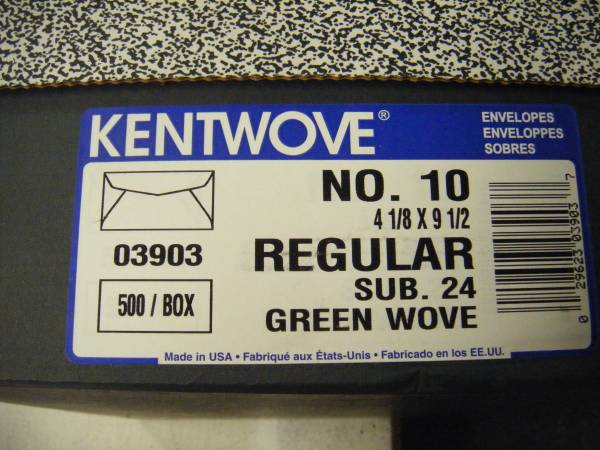 KENTWOVE®
ENVELOPES
ENVELOPPES
SOBRES
NO. 10
4 1/8 X 9 1/2
03903
REGULAR
SUB. 24
500 / BOX
GREEN WOVE
0 29623 03903 7
Made in USA • Fabriqué aux États-Unis • Fabricado en los EE.UU.